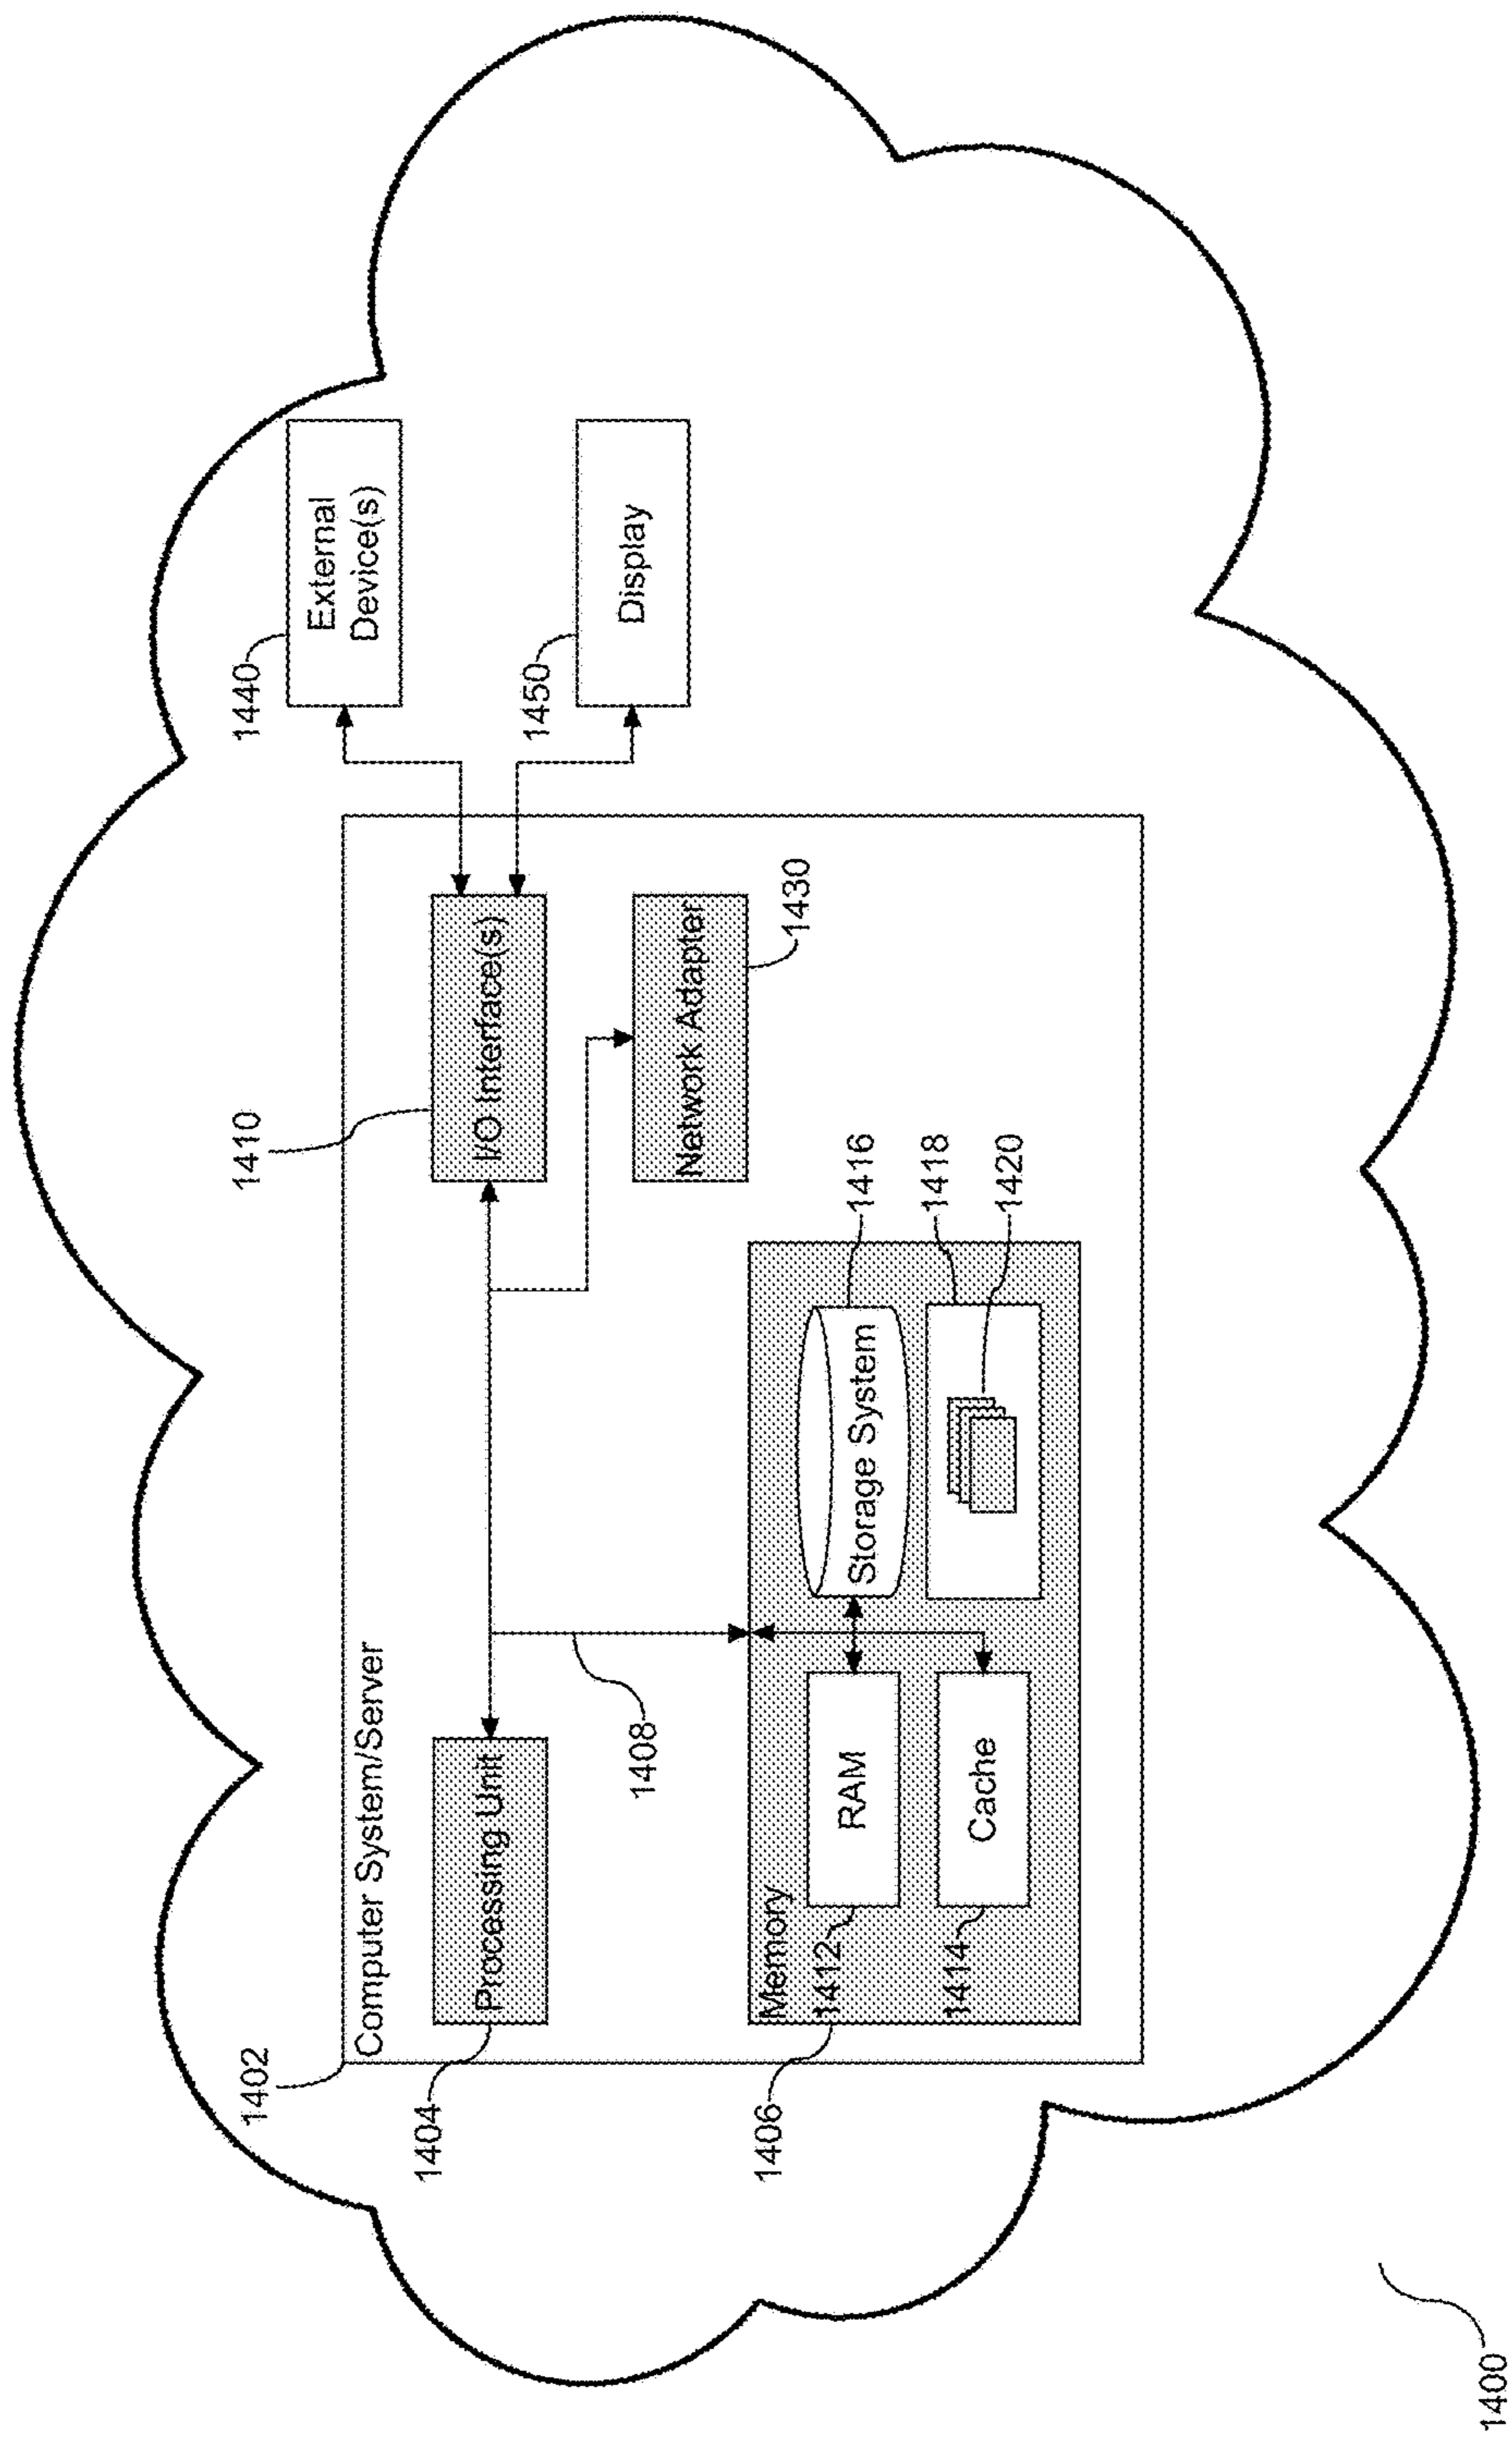 1402
Computer System/Server
1404
Processing Unit
1408
1410
I/O Interface(s)
1440
External
Device(s)
1450
Display
Network Adapter
1430
1406
Memory
1412
RAM
1414
Cache
Storage System
1416
1418
1420
1400